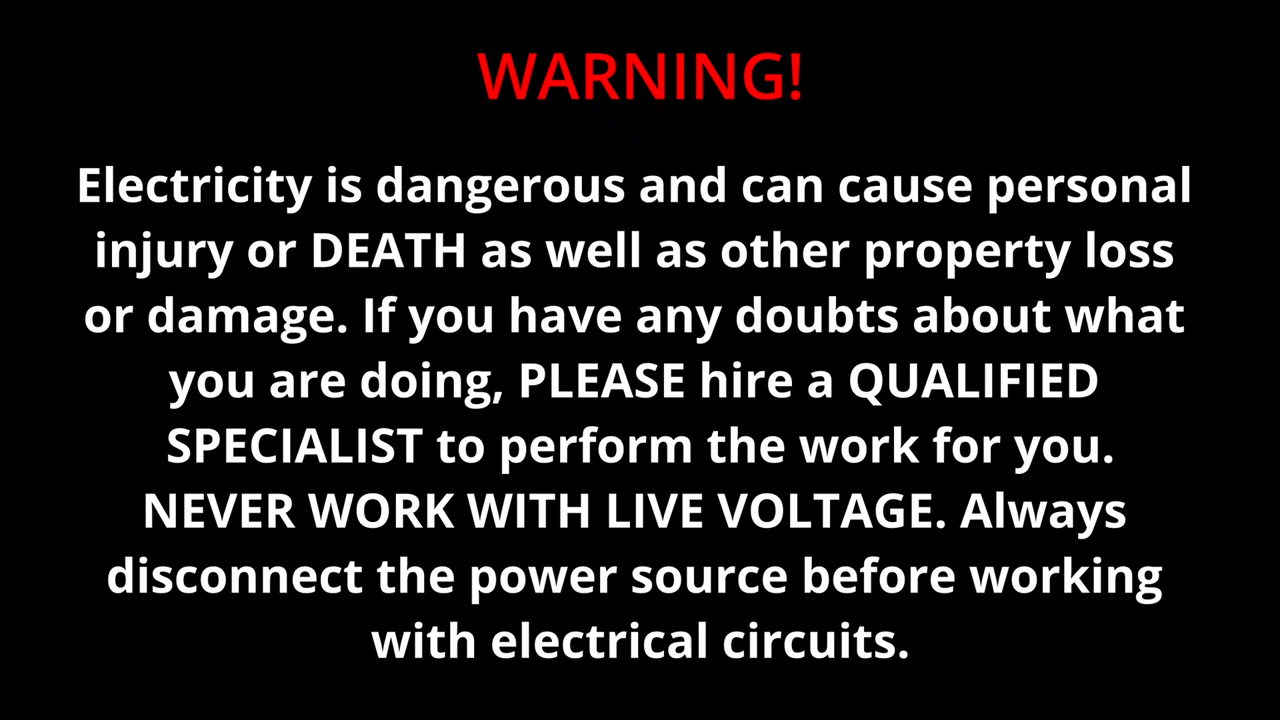 WARNING!
Electricity is dangerous and can cause personal
injury or DEATH as well as other property loss
or damage. If you have any doubts about what
you are doing, PLEASE hire a QUALIFIED
SPECIALIST to perform the work for you.
NEVER WORK WITH LIVE VOLTAGE. Always
disconnect the power source before working
with electrical circuits.